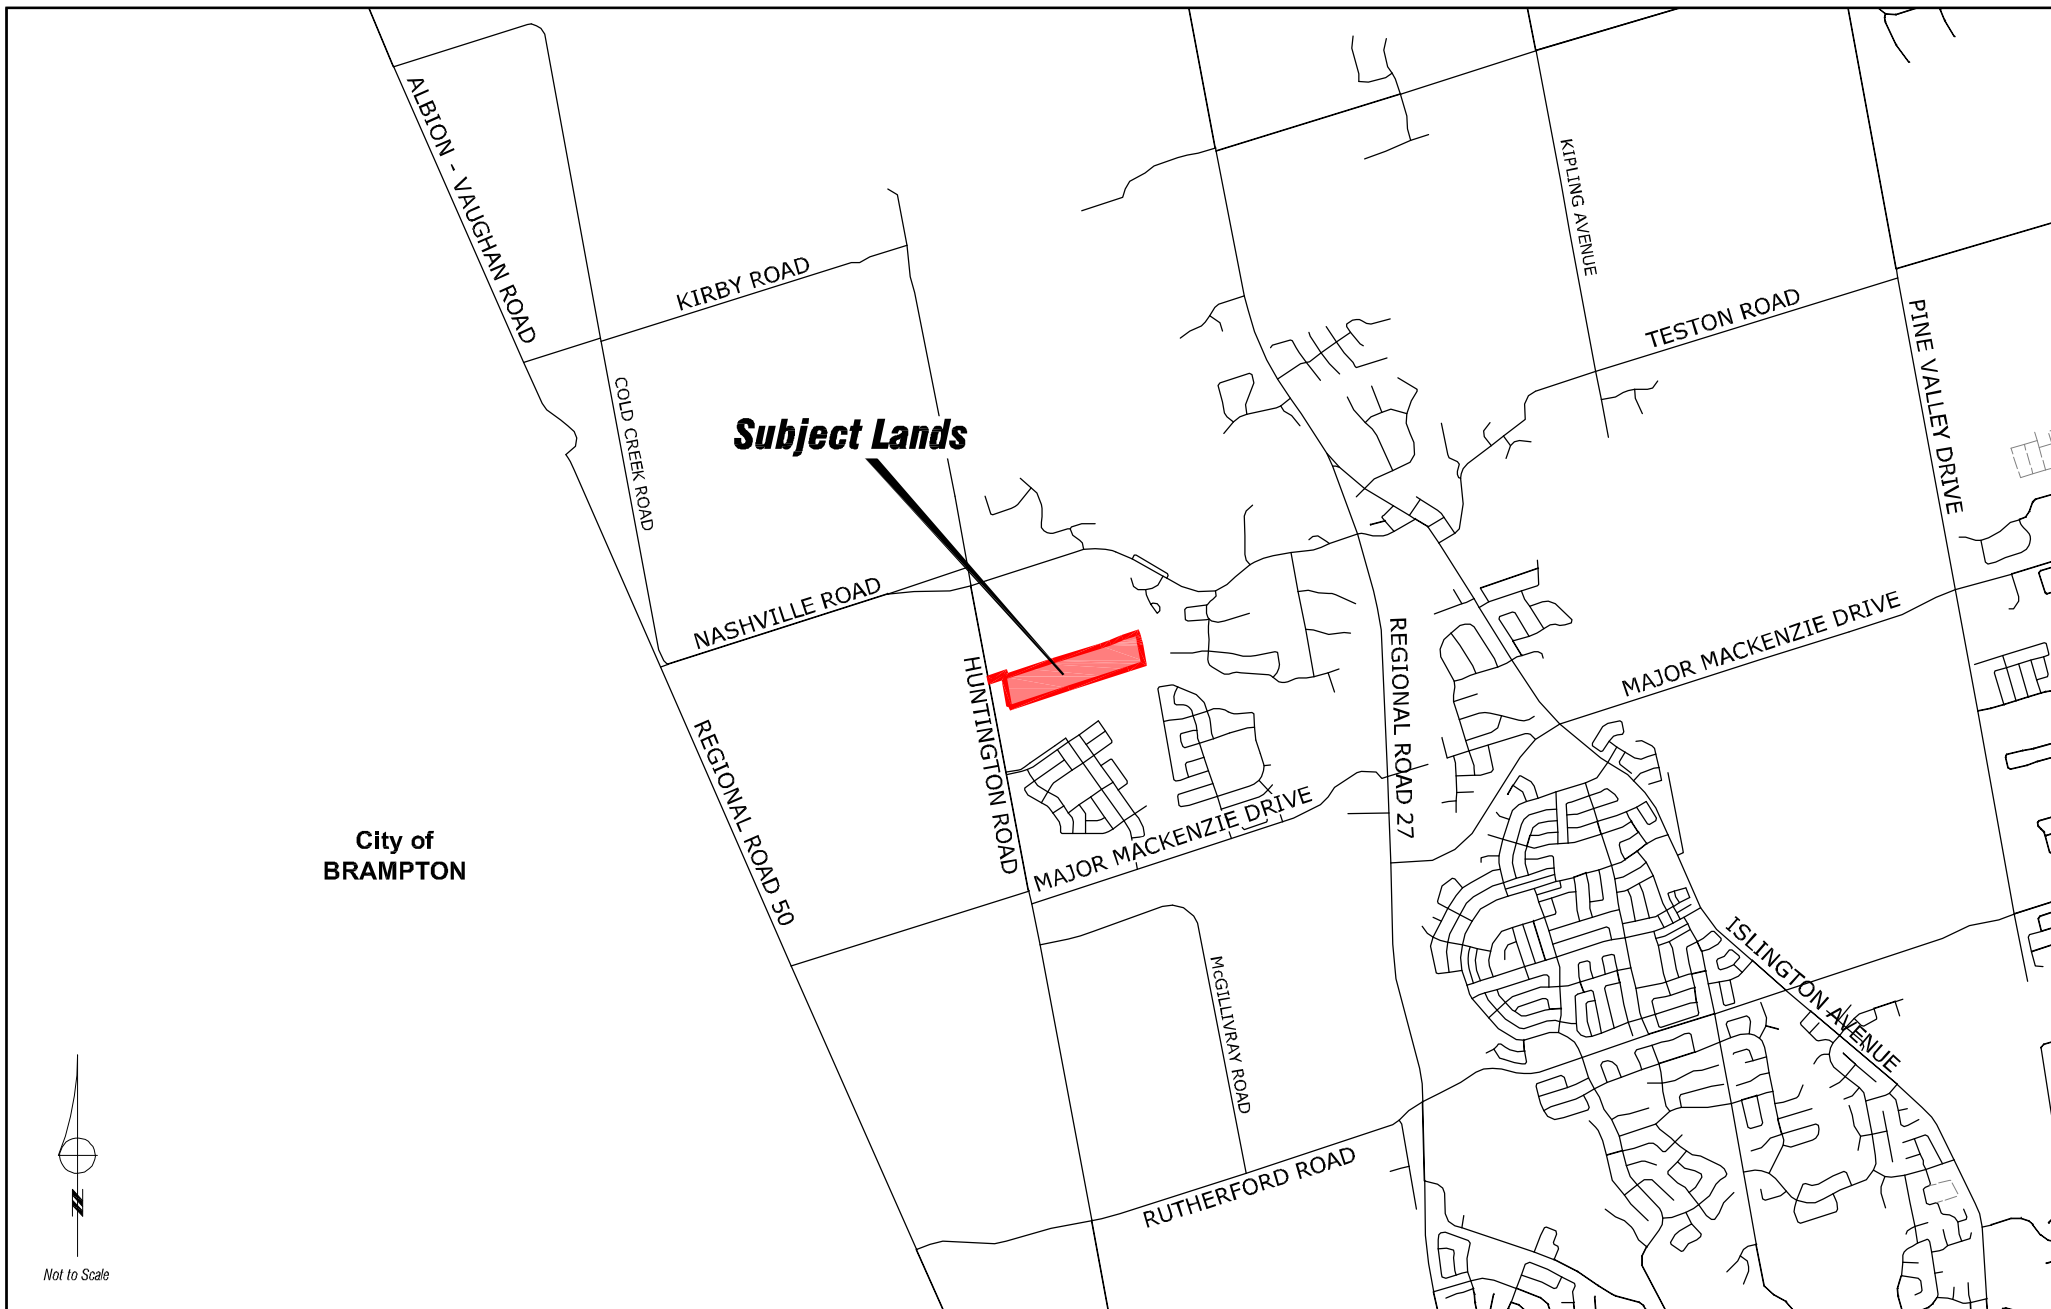 ALBION - VAUGHAN ROAD
KIPLING AVENUE
KIRBY ROAD
TESTON ROAD
PINE VALLEY DRIVE
COLD CREEK ROAD
Subject Lands
NASHVILLE ROAD
MAJOR MACKENZIE DRIVE
REGIONAL ROAD 27
HUNTINGTON ROAD
REGIONAL ROAD 50
MAJOR MACKENZIE DRIVE
City of
BRAMPTON
ISLINGTON AVENUE
McGILLIVRAY ROAD
RUTHERFORD ROAD
N
Not to Scale